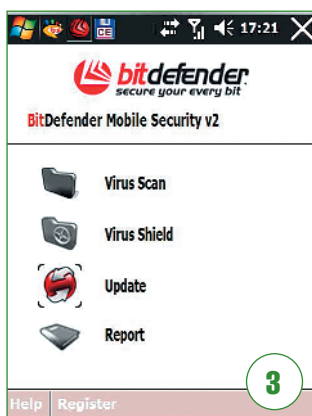 CE 17:21
bitdefender
secure your every bit
BitDefender Mobile Security v2
Virus Scan
Virus Shield
Update
Report
3
Help Register